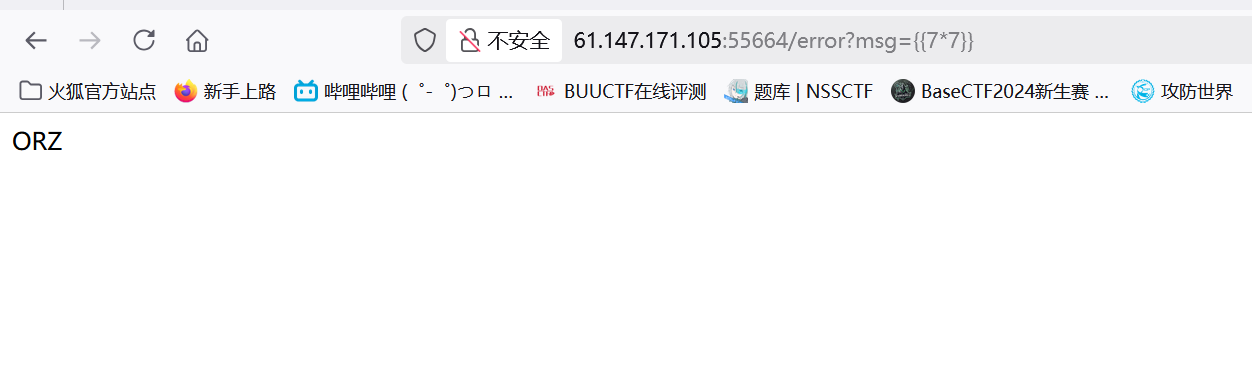 不安全 61.147.171.105:55664/error?msg={{7*7}}
火狐官方站点 新手上路 哔哩哔哩 (゜-゜)つロ ... BUUCTF在线评测 题库 | NSSCTF BaseCTF2024新生赛 ... 攻防世界
ORZ